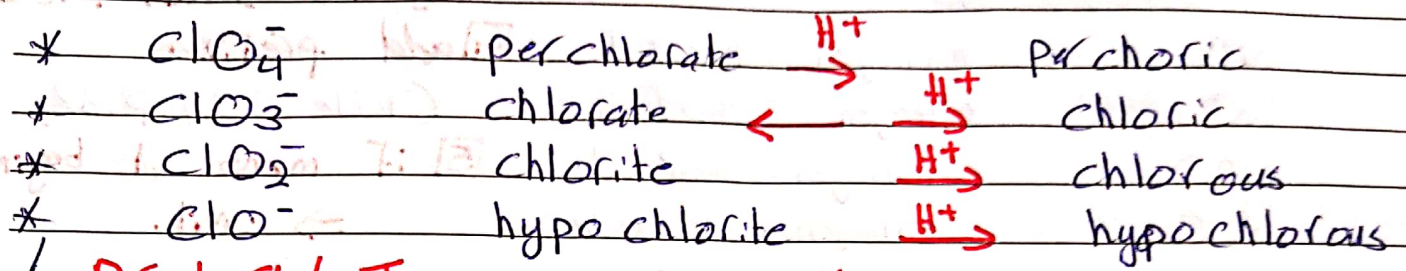 * ClO₄⁻ perchlorate H⁺ → perchoric
* ClO₃⁻ chlorate ← H⁺ → chloric
* ClO₂⁻ chlorite H⁺ → chlorous
* ClO⁻ hypochlorite H⁺ → hypochlorous